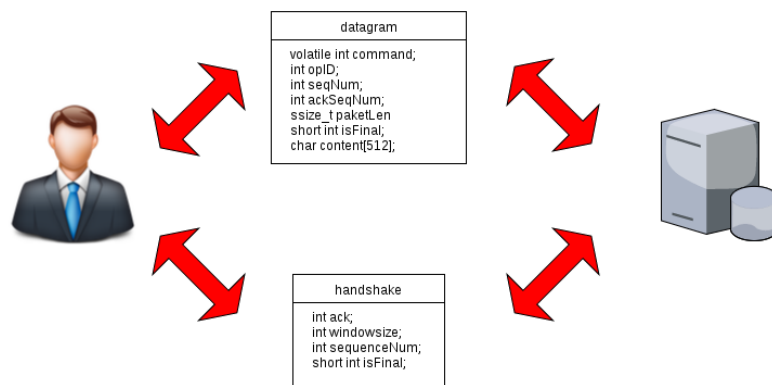 datagram
volatile int command;
int opID;
int seqNum;
int ackSeqNum;
ssize_t paketLen
short int isFinal;
char content[512];
handshake
int ack;
int windowsize;
int sequenceNum;
short int isFinal;